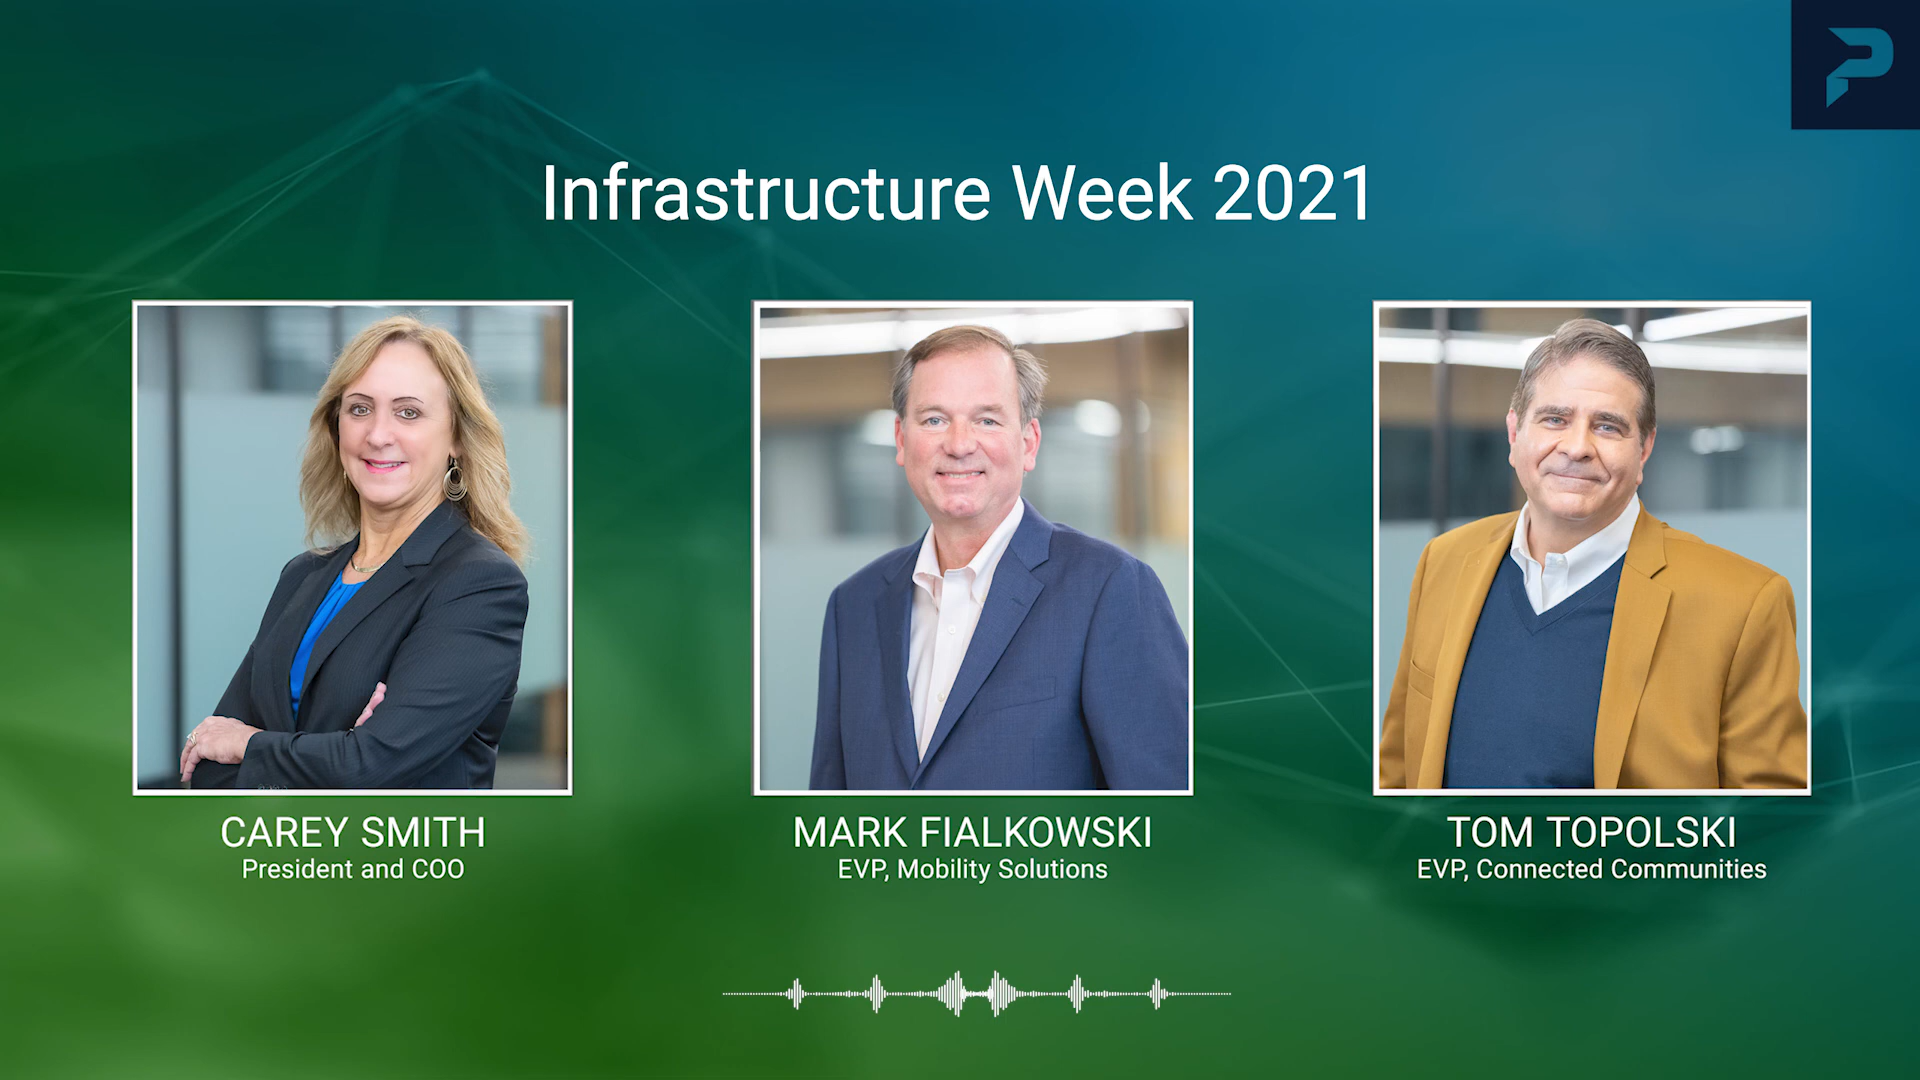 Infrastructure Week 2021
CAREY SMITH
President and COO
MARK FIALKOWSKI
EVP, Mobility Solutions
TOM TOPOLSKI
EVP, Connected Communities